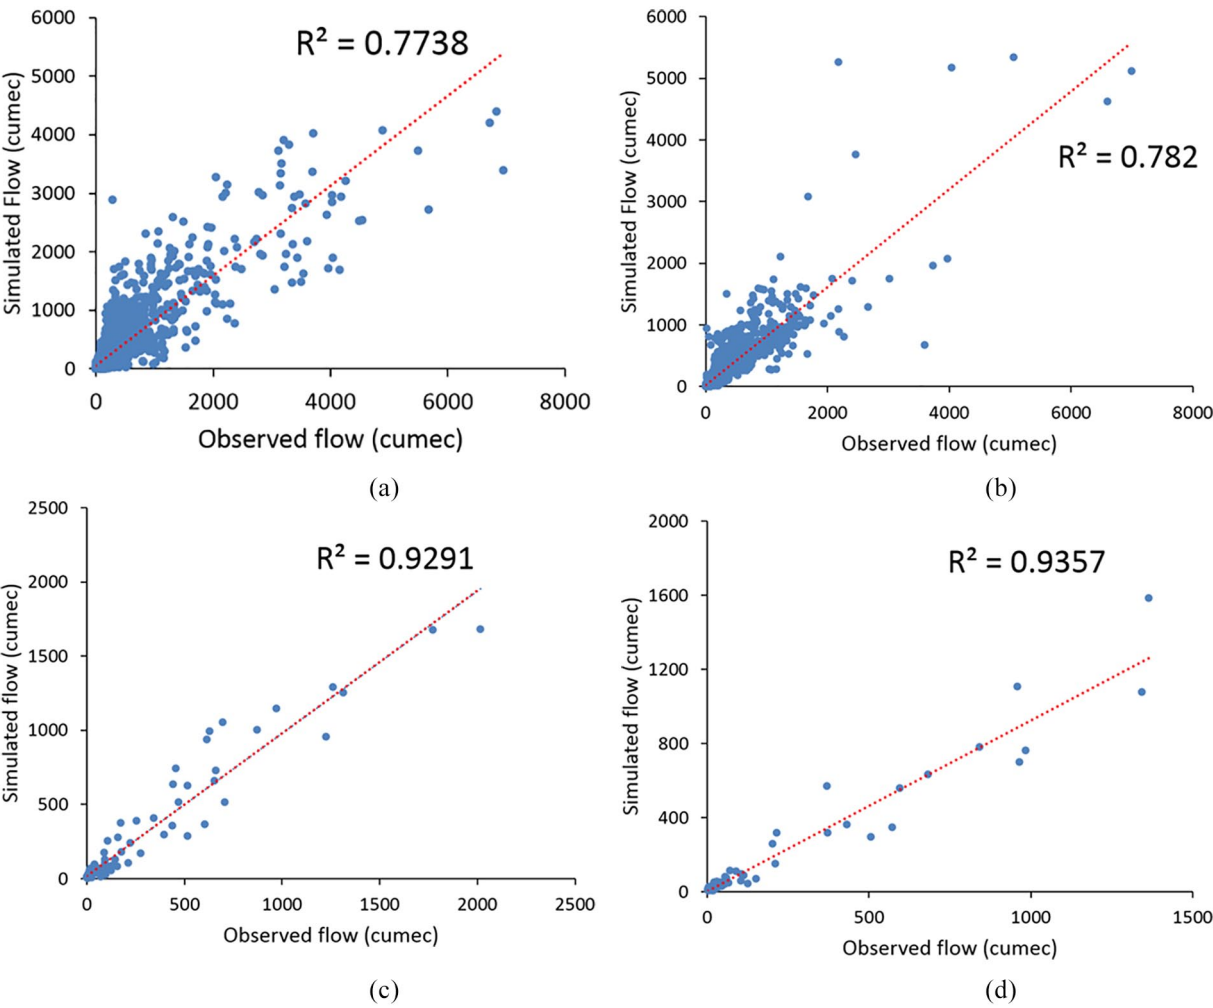 R² = 0.7738
Simulated Flow (cumec)
6000
5000
4000
3000
2000
1000
0
0 2000 4000 6000 8000
Observed flow (cumec)
(a)
R² = 0.782
Simulated Flow (cumec)
6000
5000
4000
3000
2000
1000
0
0 2000 4000 6000 8000
Observed flow (cumec)
(b)
R² = 0.9291
Simulated flow (cumec)
2500
2000
1500
1000
500
0
0 500 1000 1500 2000 2500
Observed flow (cumec)
(c)
R² = 0.9357
Simulated flow (cumec)
2000
1600
1200
800
400
0
0 500 1000 1500
Observed flow (cumec)
(d)